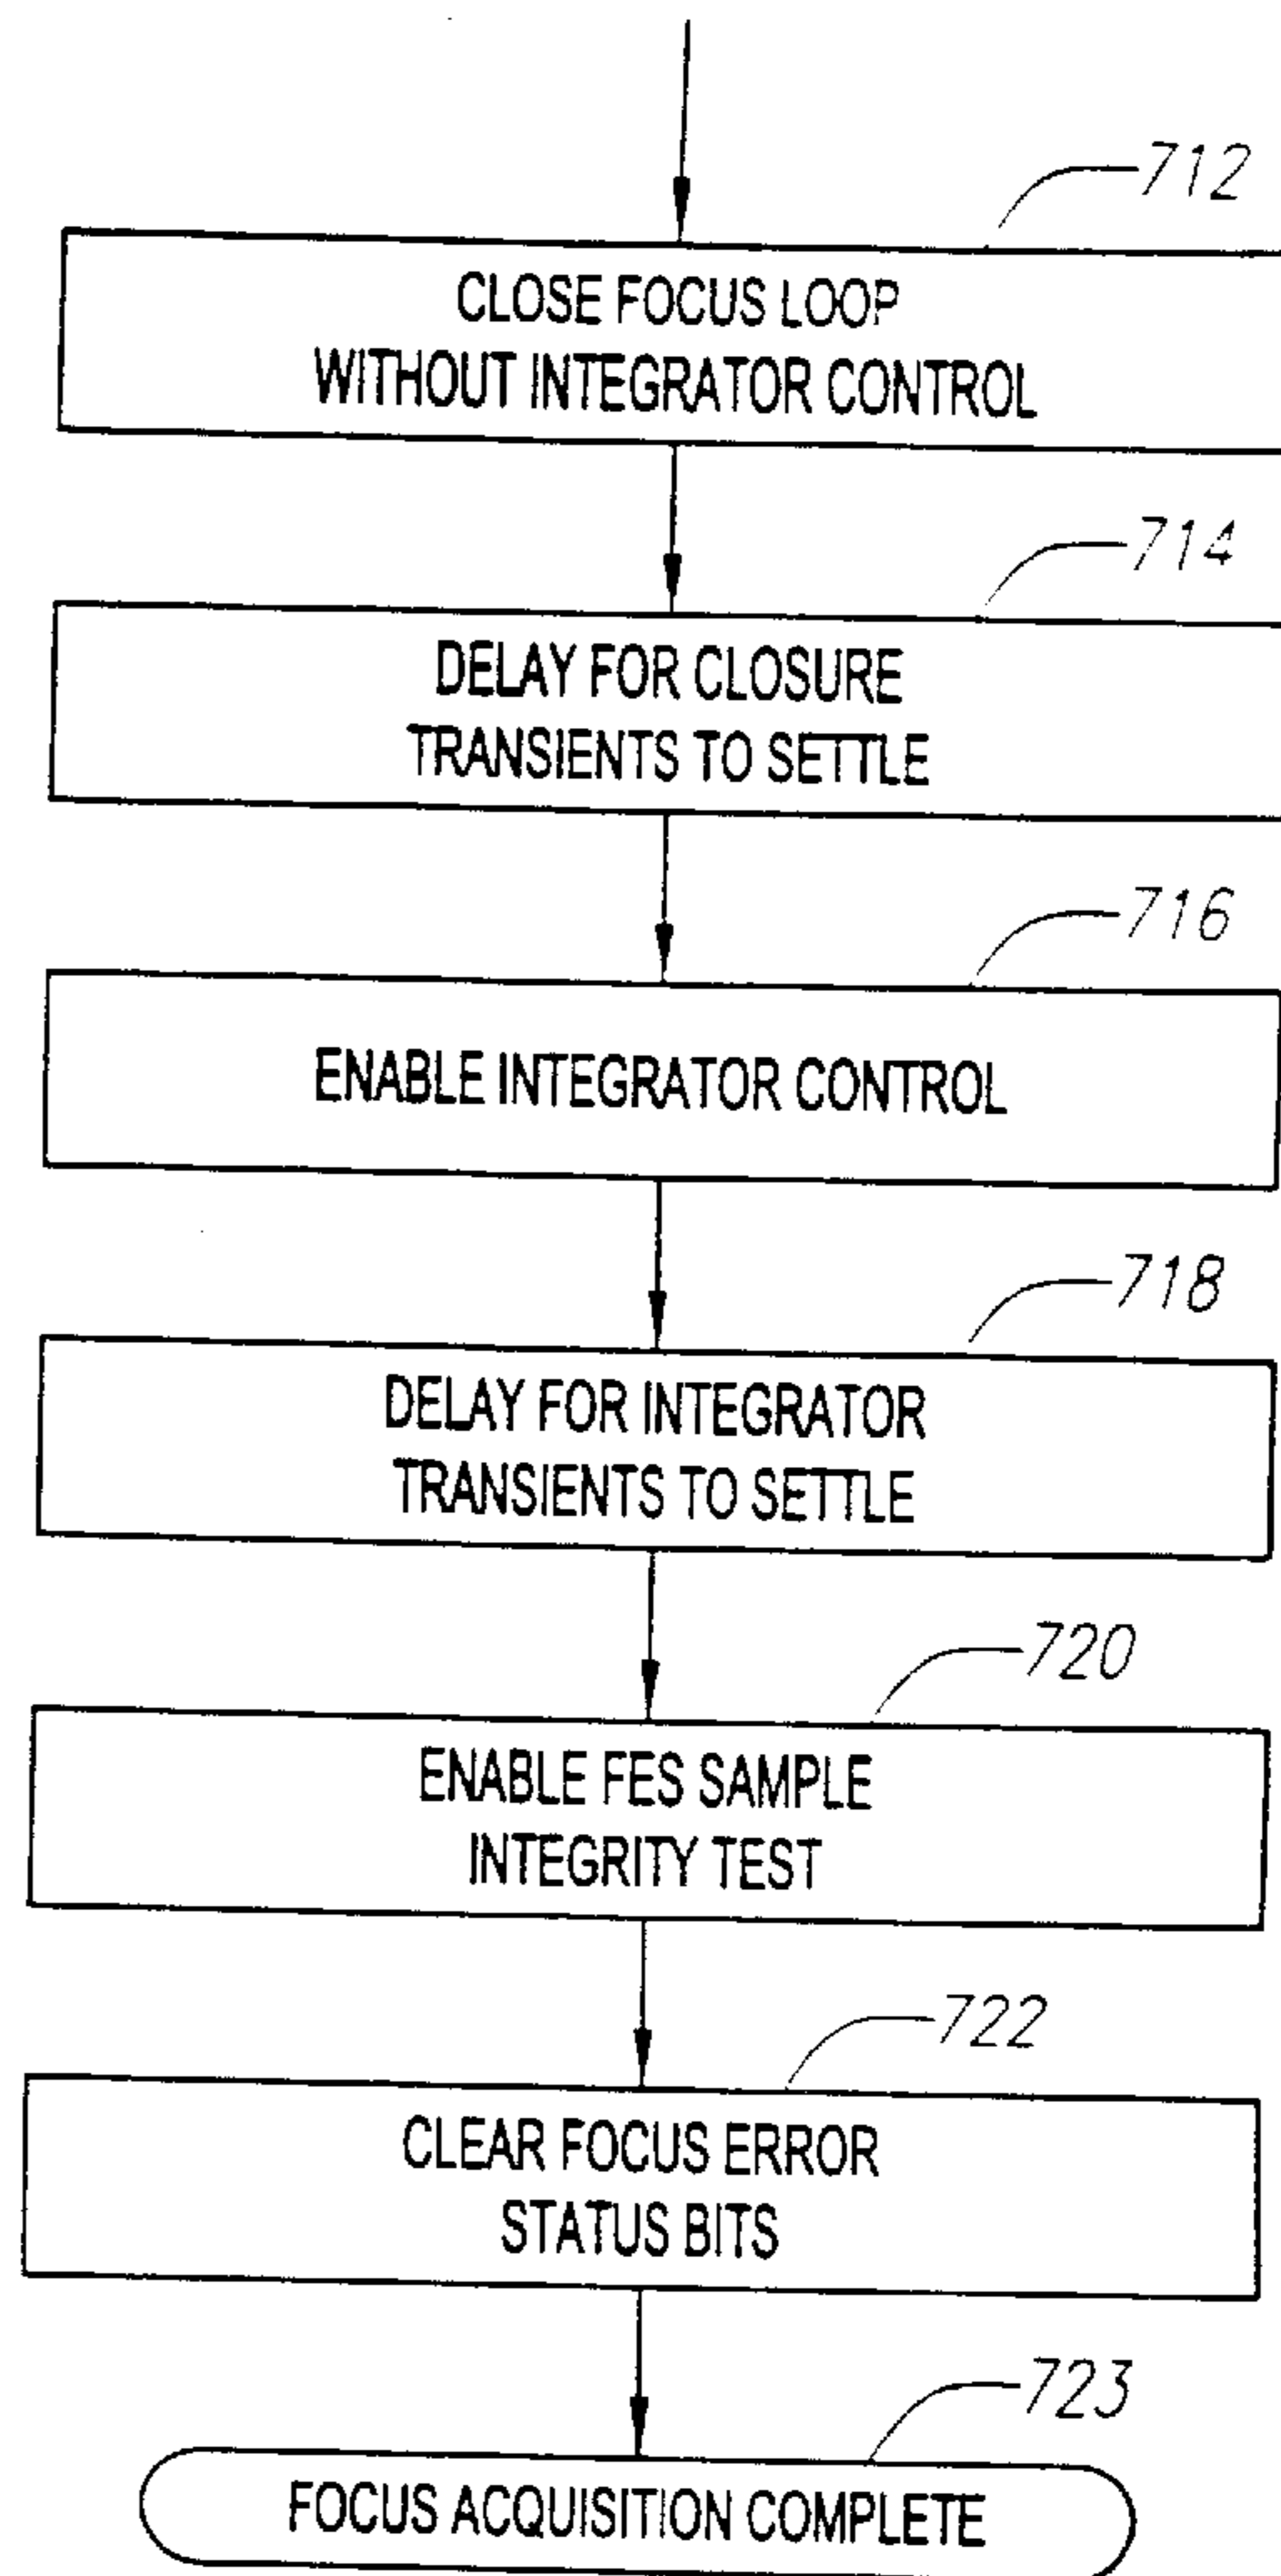 712
CLOSE FOCUS LOOP
WITHOUT INTEGRATOR CONTROL
714
DELAY FOR CLOSURE
TRANSIENTS TO SETTLE
716
ENABLE INTEGRATOR CONTROL
718
DELAY FOR INTEGRATOR
TRANSIENTS TO SETTLE
720
ENABLE FES SAMPLE
INTEGRITY TEST
722
CLEAR FOCUS ERROR
STATUS BITS
723
FOCUS ACQUISITION COMPLETE